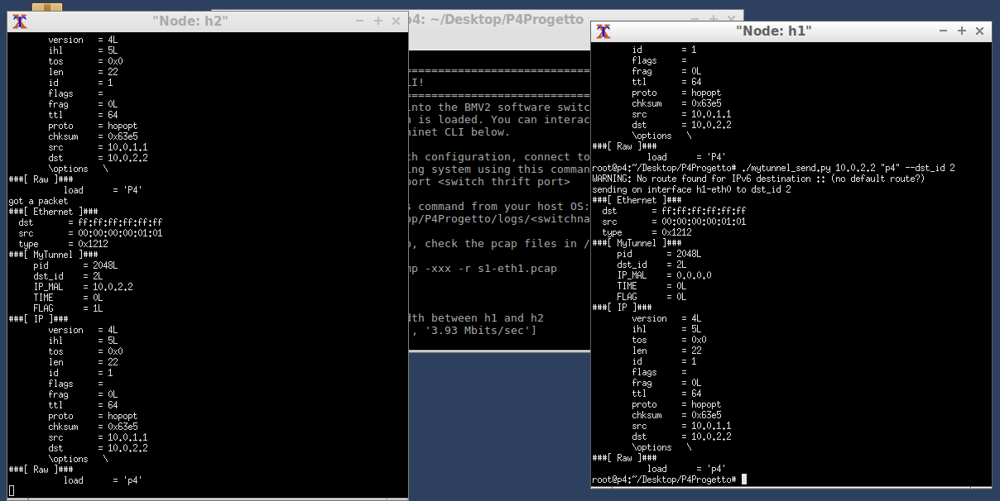 "Node: h2"
version = 4L
ihl = 5L
tos = 0x0
len = 22
id = 1
flags =
frag = 0L
ttl = 64
proto = hopopt
chksum = 0x63e5
src = 10.0.1.1
dst = 10.0.2.2
\options \
###[ Raw ]###
load = 'P4'
got a packet
###[ Ethernet ]###
dst = ff:ff:ff:ff:ff:ff
src = 00:00:00:00:01:01
type = 0x1212
###[ MyTunnel ]###
pid = 2048L
dst_id = 2L
IP_MAL = 10.0.2.2
TIME = 0L
FLAG = 1L
###[ IP ]###
version = 4L
ihl = 5L
tos = 0x0
len = 22
id = 1
flags =
frag = 0L
ttl = 64
proto = hopopt
chksum = 0x63e5
src = 10.0.1.1
dst = 10.0.2.2
\options \
###[ Raw ]###
load = 'p4'
p4: ~/Desktop/P4Progetto
============================
LI!
============================
into the BMV2 software switc
is loaded. You can interac
ninet CLI below.
ch configuration, connect to
ing system using this comman
port <switch thrift port>
s command from your host OS:
op/P4Progetto/logs/<switchna
p, check the pcap files in /
mp -xxx -r s1-eth1.pcap
dth between h1 and h2
, '3.93 Mbits/sec']
"Node: h1"
id = 1
flags =
frag = 0L
ttl = 64
proto = hopopt
chksum = 0x63e5
src = 10.0.1.1
dst = 10.0.2.2
\options \
###[ Raw ]###
load = 'P4'
root@p4:~/Desktop/P4Progetto# ./mytunnel_send.py 10.0.2.2 "p4" --dst_id 2
WARNING: No route found for IPv6 destination :: (no default route?)
sending on interface h1-eth0 to dst_id 2
###[ Ethernet ]###
dst = ff:ff:ff:ff:ff:ff
src = 00:00:00:00:01:01
type = 0x1212
###[ MyTunnel ]###
pid = 2048L
dst_id = 2L
IP_MAL = 0.0.0.0
TIME = 0L
FLAG = 0L
###[ IP ]###
version = 4L
ihl = 5L
tos = 0x0
len = 22
id = 1
flags =
frag = 0L
ttl = 64
proto = hopopt
chksum = 0x63e5
src = 10.0.1.1
dst = 10.0.2.2
\options \
###[ Raw ]###
load = 'p4'
root@p4:~/Desktop/P4Progetto#